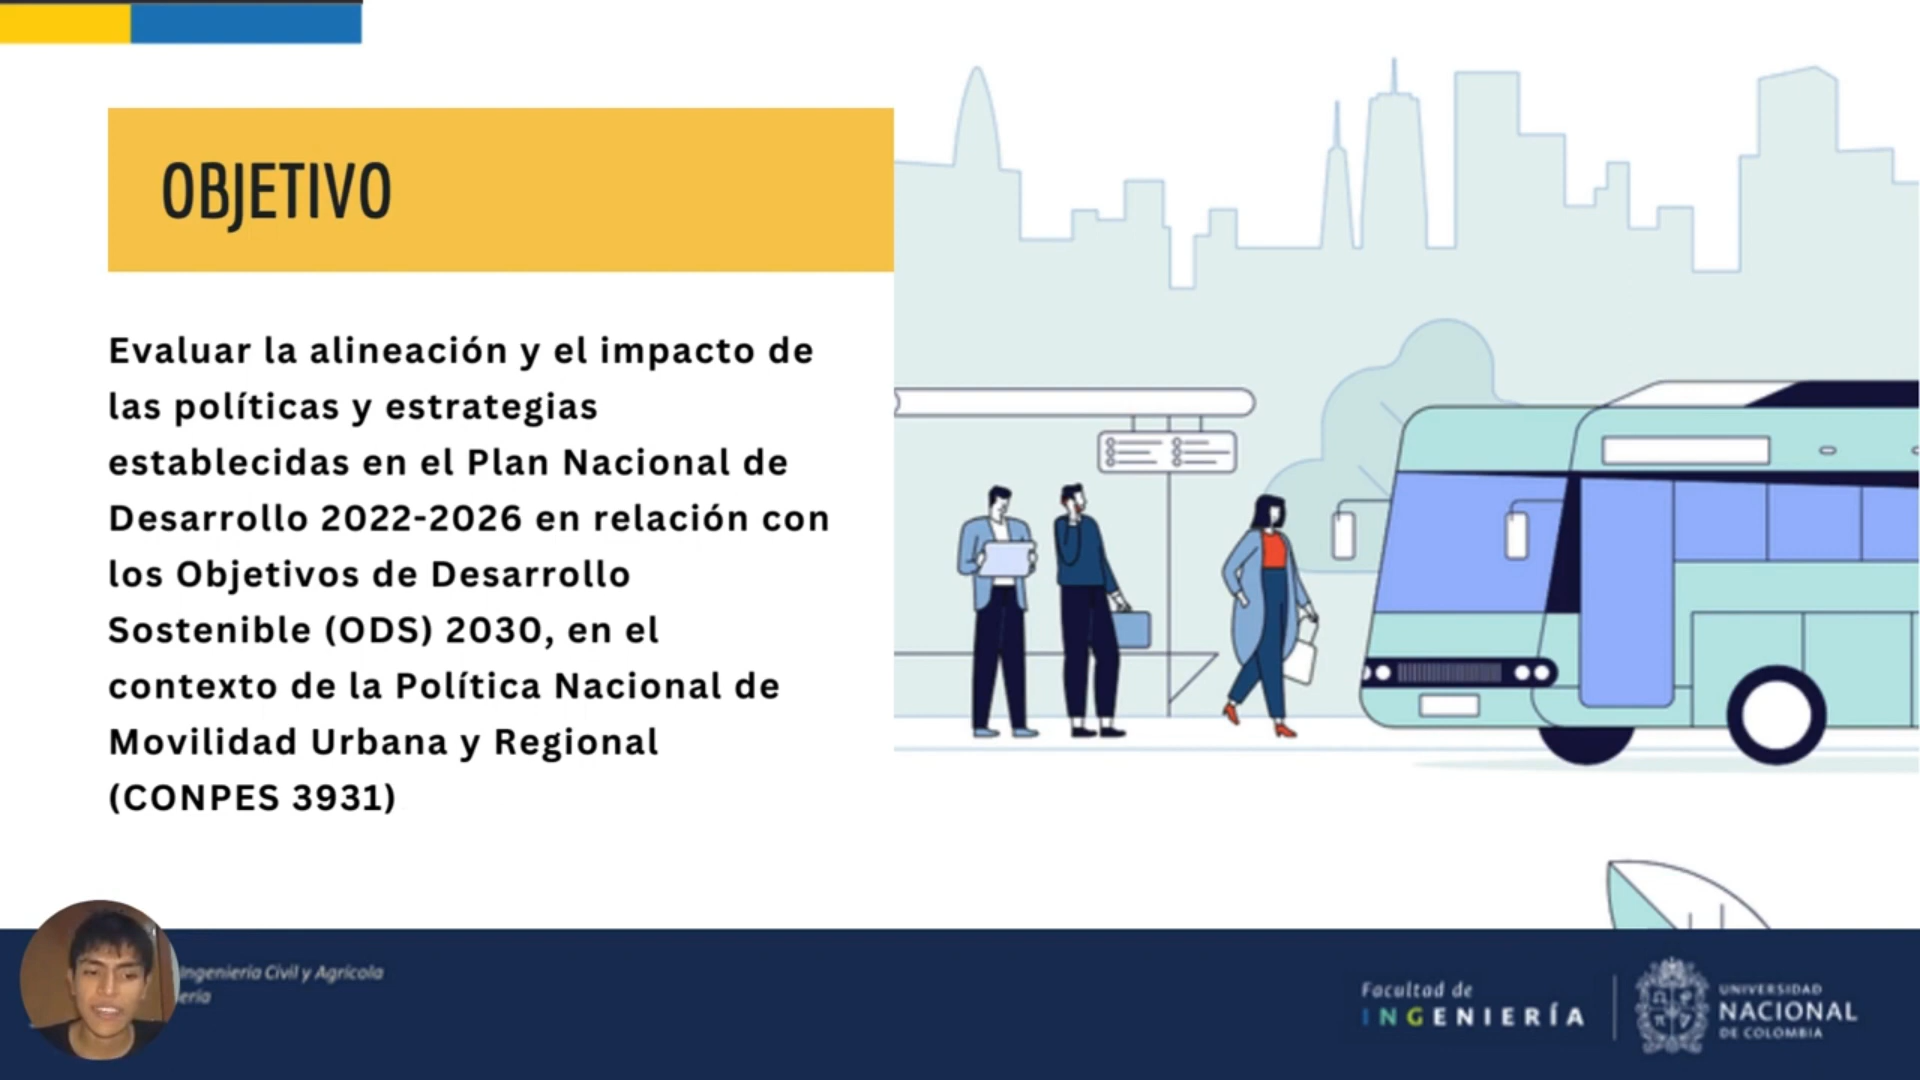 OBJETIVO
Evaluar la alineación y el impacto de
las políticas y estrategias
establecidas en el Plan Nacional de
Desarrollo 2022-2026 en relación con
los Objetivos de Desarrollo
Sostenible (ODS) 2030, en el
contexto de la Política Nacional de
Movilidad Urbana y Regional
(CONPES 3931)
Ingeniería Civil y Agrícola
ería
Facultad de
INGENIERÍA
UNIVERSIDAD
NACIONAL
DE COLOMBIA